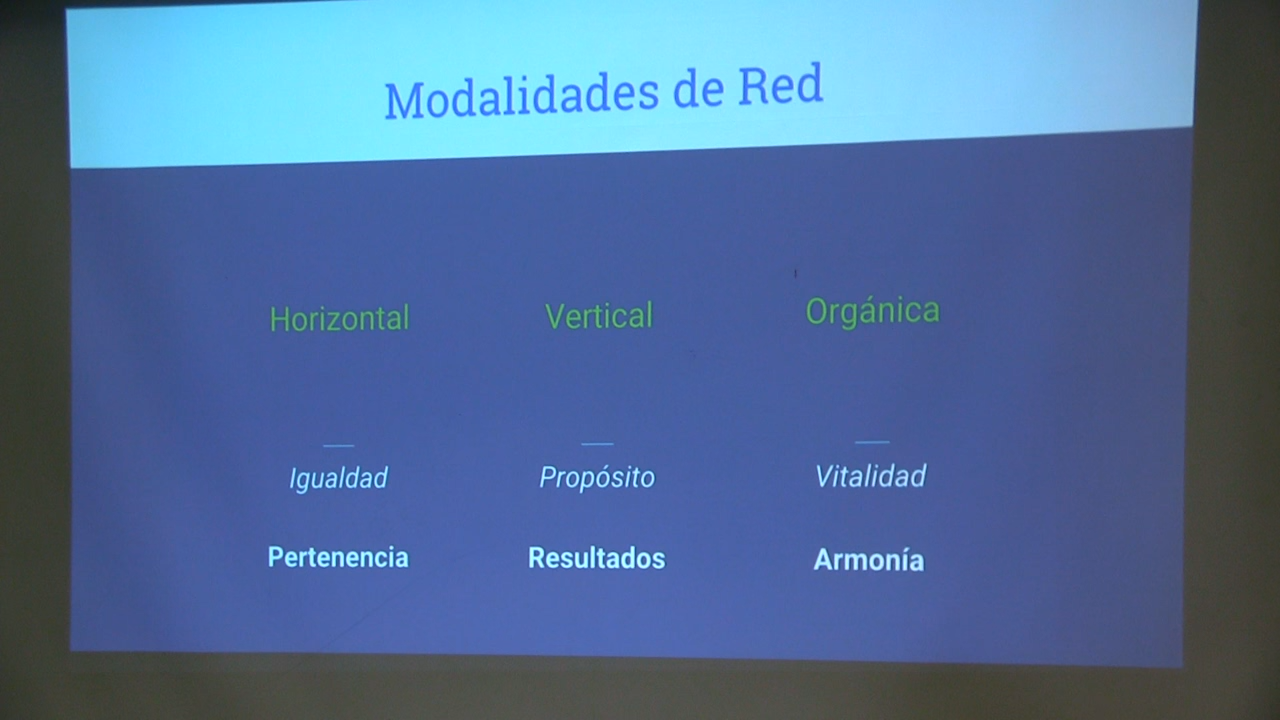 Modalidades de Red
Horizontal Vertical Orgánica
Igualdad Propósito Vitalidad
Pertenencia Resultados Armonía